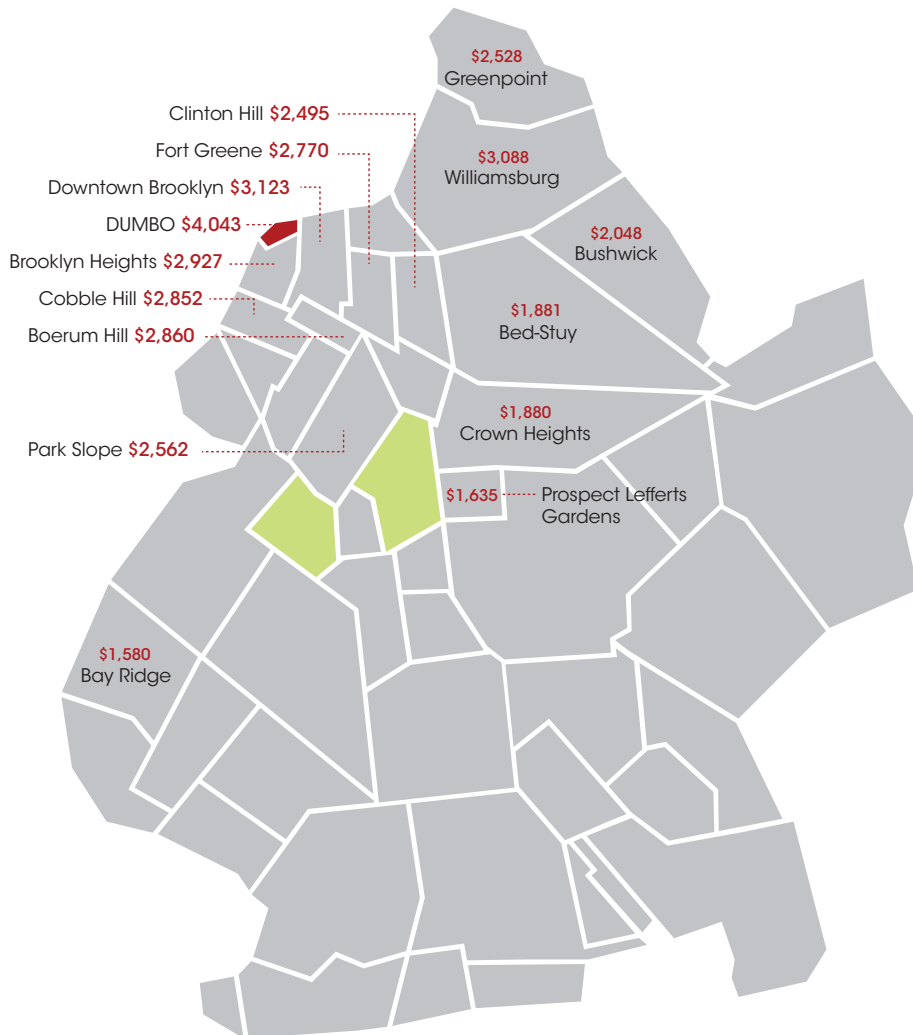 $2,528
Greenpoint
Clinton Hill $2,495
Fort Greene $2,770
$3,088
Williamsburg
Downtown Brooklyn $3,123
DUMBO $4,043
$2,048
Bushwick
Brooklyn Heights $2,927
Cobble Hill $2,852
$1,881
Bed-Stuy
Boerum Hill $2,860
$1,880
Crown Heights
Park Slope $2,562
$1,635 Prospect Lefferts
Gardens
$1,580
Bay Ridge